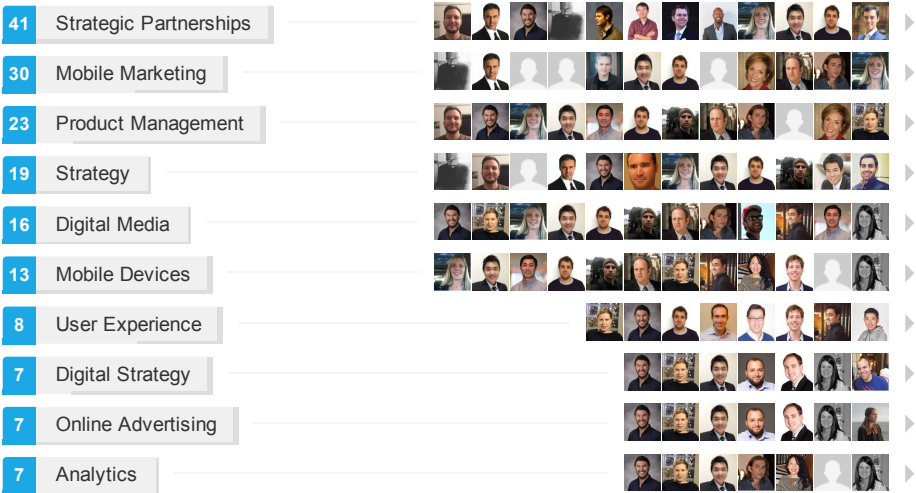 41 Strategic Partnerships
30 Mobile Marketing
23 Product Management
19 Strategy
16 Digital Media
13 Mobile Devices
8 User Experience
7 Digital Strategy
7 Online Advertising
7 Analytics